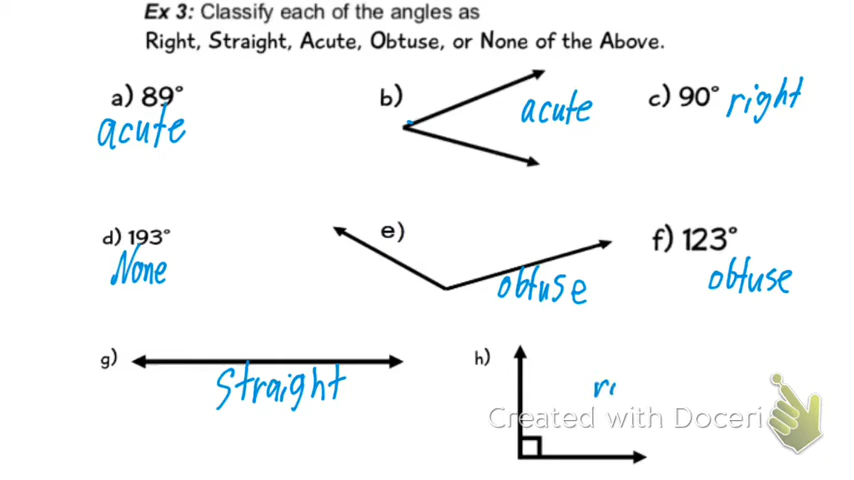 Ex 3: Classify each of the angles as
Right, Straight, Acute, Obtuse, or None of the Above.
a) 89°
acute
b)
acute
c) 90° right
d) 193°
None
e)
obtuse
f) 123°
obtuse
g)
Straight
h)
ri
Created with Doceri